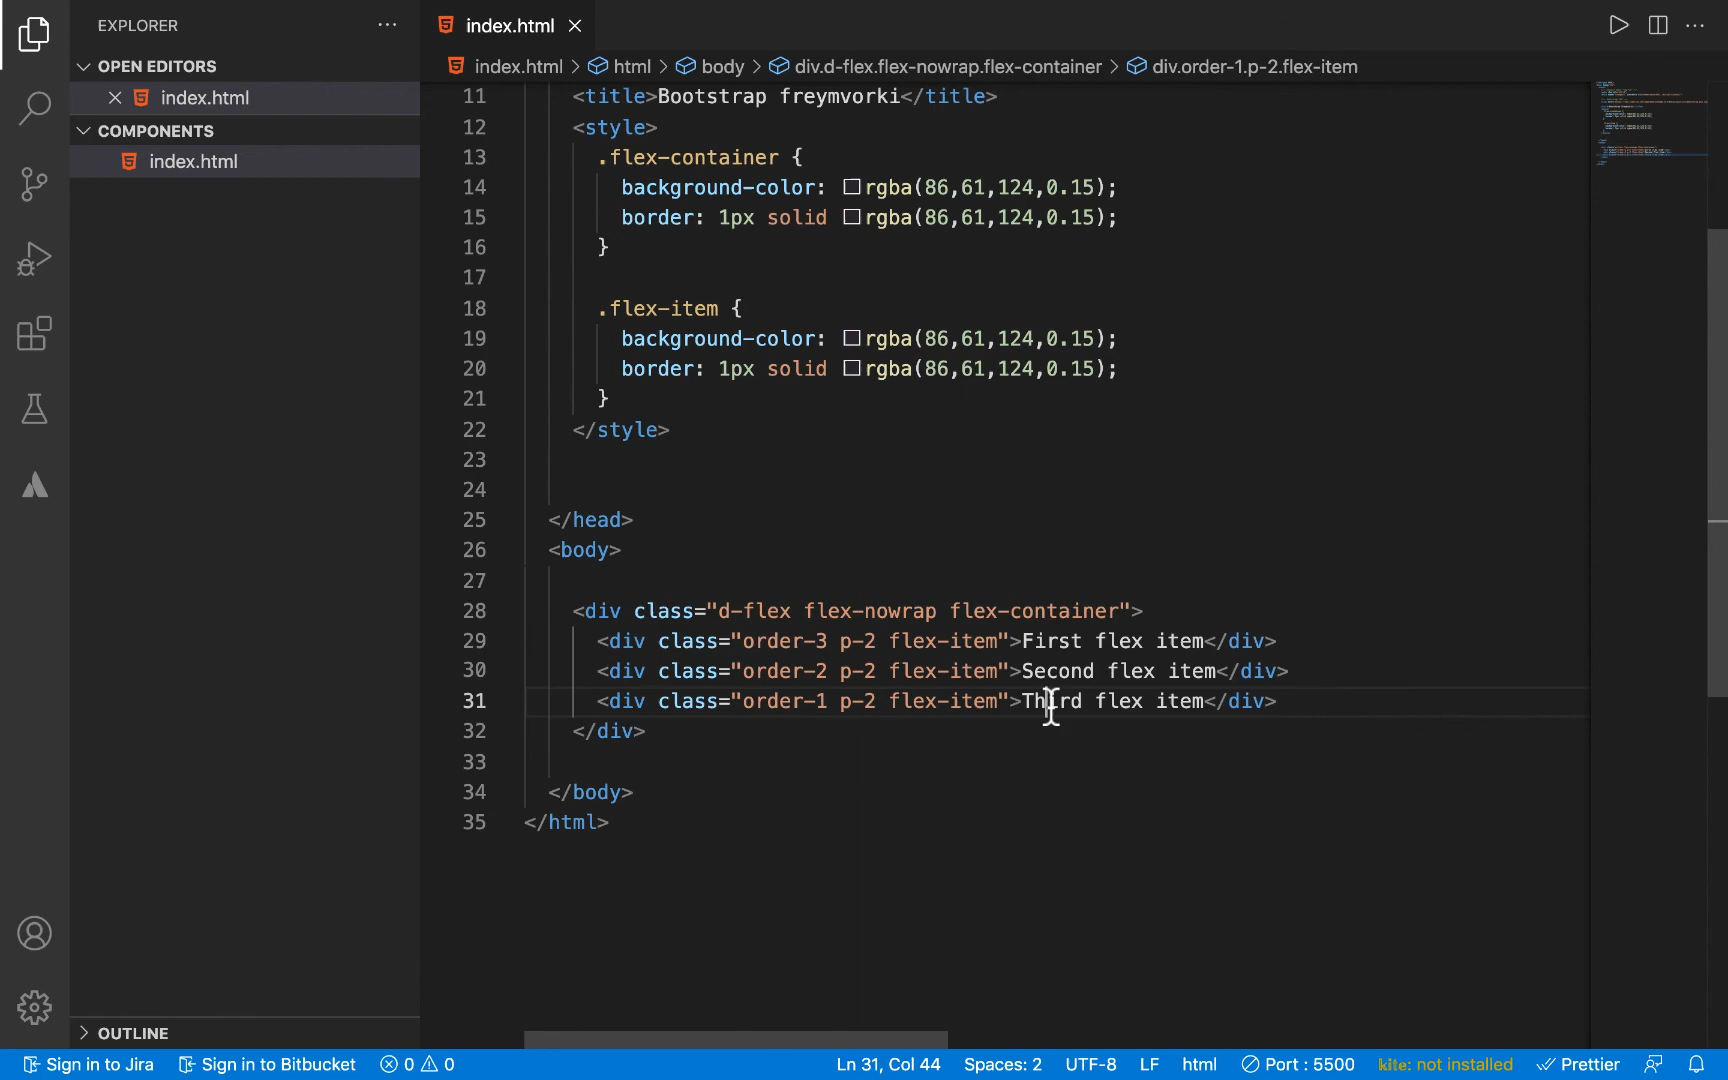 EXPLORER
OPEN EDITORS
index.html
COMPONENTS
index.html
OUTLINE
index.html
index.html > html > body > div.d-flex.flex-nowrap.flex-container > div.order-1.p-2.flex-item
11 <title>Bootstrap freymvorki</title>
12 <style>
13 .flex-container {
14 background-color: rgba(86,61,124,0.15);
15 border: 1px solid rgba(86,61,124,0.15);
16 }
17
18 .flex-item {
19 background-color: rgba(86,61,124,0.15);
20 border: 1px solid rgba(86,61,124,0.15);
21 }
22 </style>
23
24
25 </head>
26 <body>
27
28 <div class="d-flex flex-nowrap flex-container">
29 <div class="order-3 p-2 flex-item">First flex item</div>
30 <div class="order-2 p-2 flex-item">Second flex item</div>
31 <div class="order-1 p-2 flex-item">Third flex item</div>
32 </div>
33
34 </body>
35 </html>
Sign in to Jira Sign in to Bitbucket 0 0 Ln 31, Col 44 Spaces: 2 UTF-8 LF html Port : 5500 kite: not installed Prettier